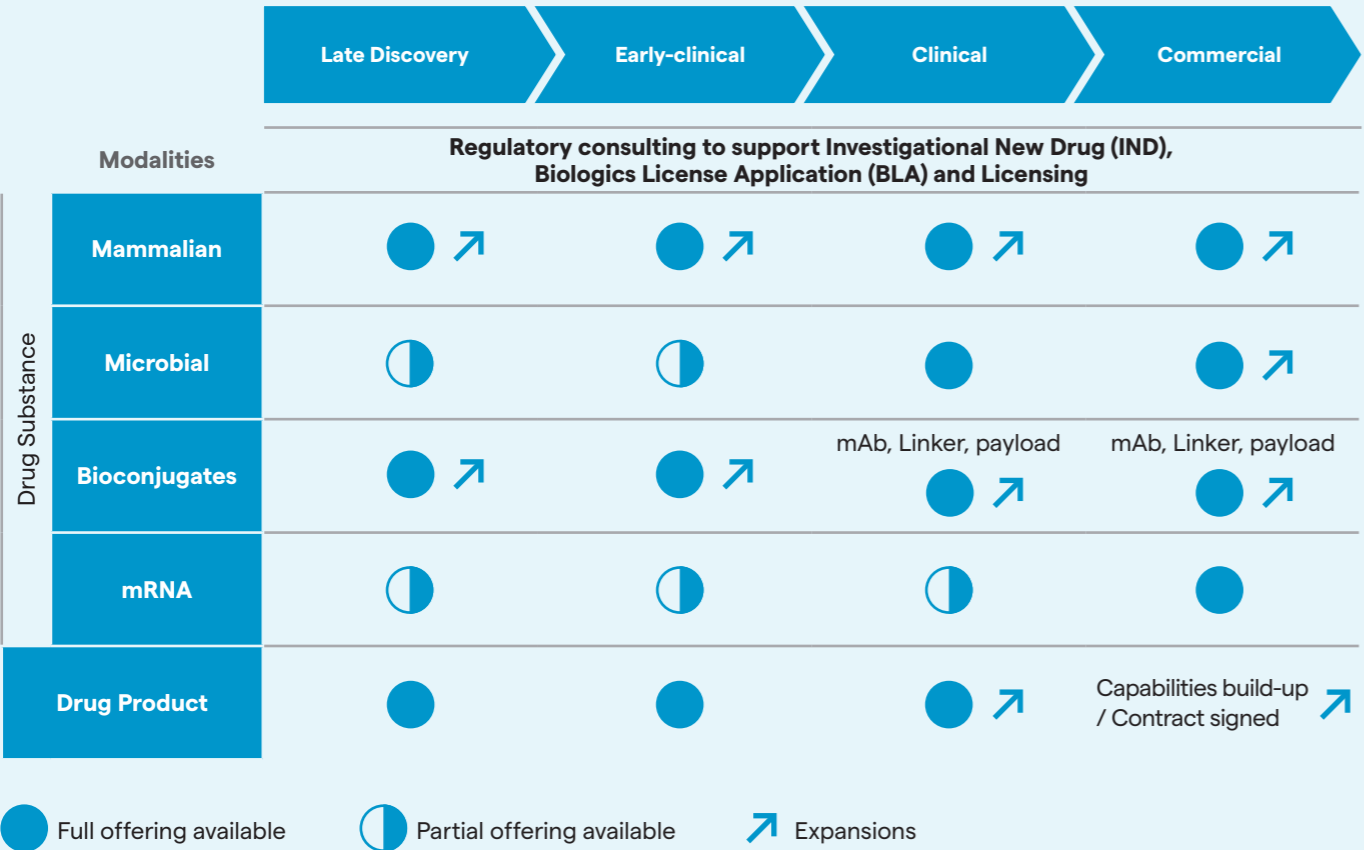 Late Discovery
Early-clinical
Clinical
Commercial
Modalities
Regulatory consulting to support Investigational New Drug (IND),
Biologics License Application (BLA) and Licensing
Drug Substance
Mammalian
Microbial
Bioconjugates
mAb, Linker, payload
mAb, Linker, payload
mRNA
Drug Product
Capabilities build-up
/ Contract signed
Full offering available
Partial offering available
Expansions